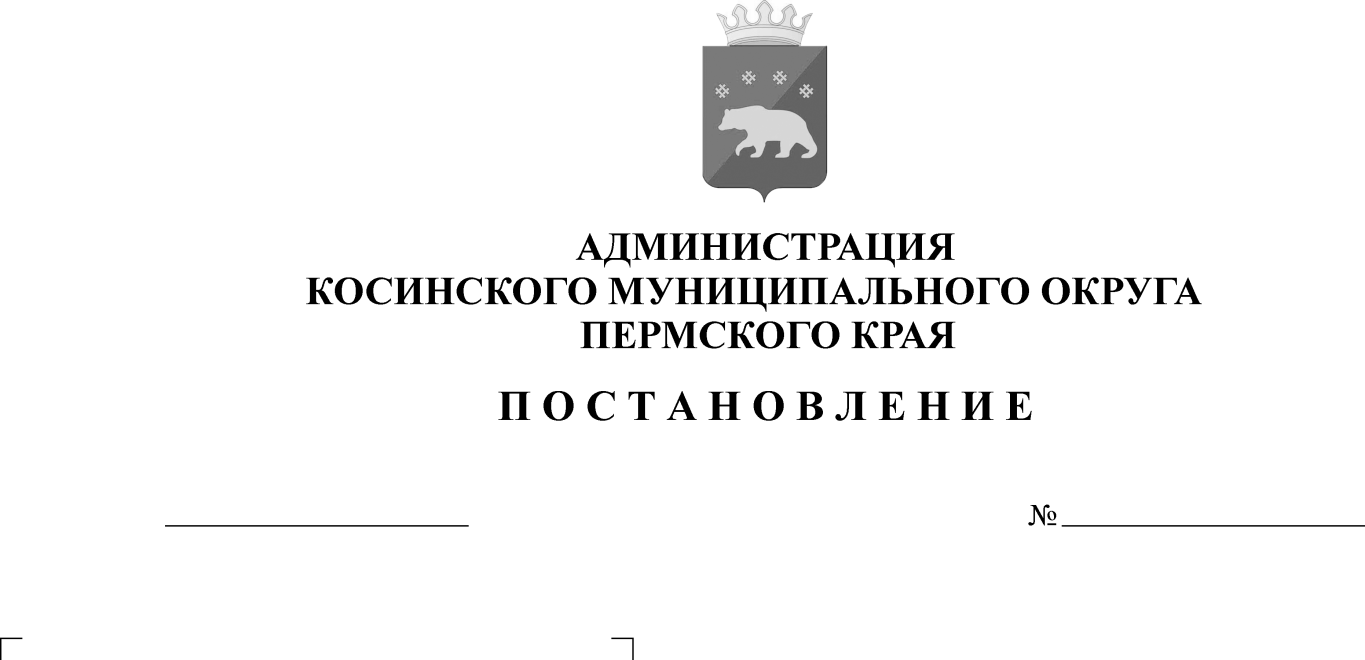 АДМИНИСТРАЦИЯ
КОСИНСКОГО МУНИЦИПАЛЬНОГО ОКРУГА
ПЕРМСКОГО КРАЯ
П О С Т А Н О В Л Е Н И Е
№